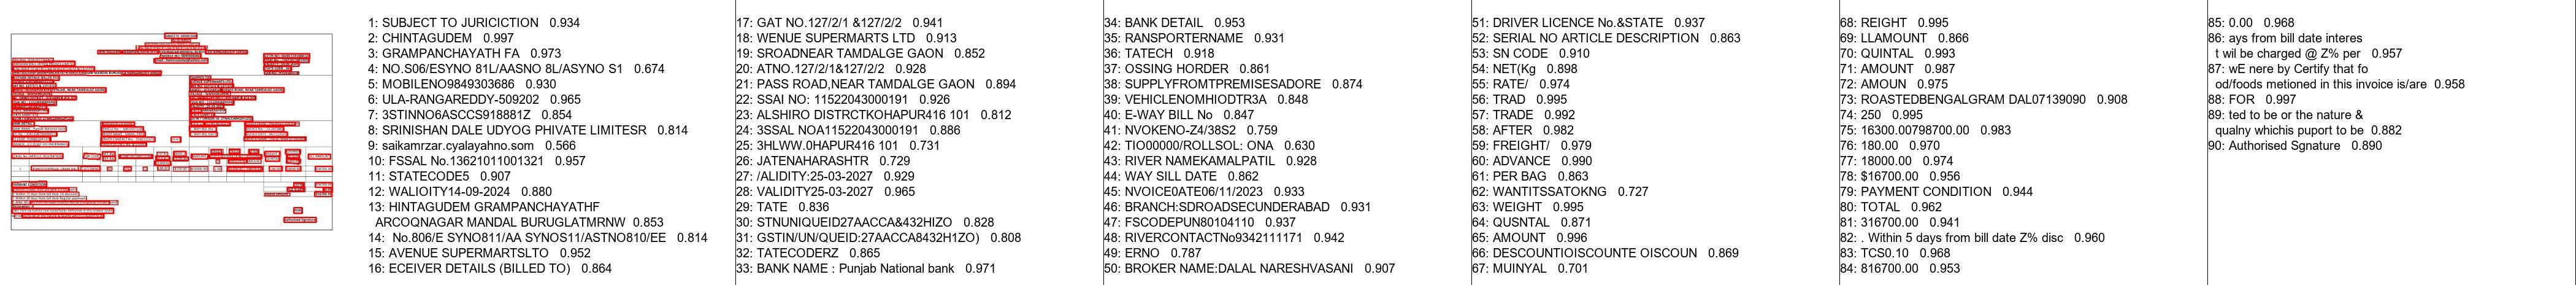 1: SUBJECT TO JURICICTION 0.934
2: CHINTAGUDEM 0.997
3: GRAMPANCHAYATH FA 0.973
4: NO.S06/ESYNO 81L/AASNO 8L/ASYNO S1 0.674
5: MOBILENO9849303686 0.930
6: ULA-RANGAREDDY-509202 0.965
7: 3STINNO6ASCCS918881Z 0.854
8: SRINISHAN DALE UDYOG PHIVATE LIMITESR 0.814
9: saikamrzar.cyalayahno.som 0.566
10: FSSAL No.13621011001321 0.957
11: STATECODE5 0.907
12: WALIOITY14-09-2024 0.880
13: HINTAGUDEM GRAMPANCHAYATHF
ARCOQNAGAR MANDAL BURUGLATMRNW 0.853
14: No.806/E SYNO811/AA SYNOS11/ASTNO810/EE 0.814
15: AVENUE SUPERMARTSLTO 0.952
16: ECEIVER DETAILS (BILLED TO) 0.864
17: GAT NO.127/2/1 &127/2/2 0.941
18: WENUE SUPERMARTS LTD 0.913
19: SROADNEAR TAMDALGE GAON 0.852
20: ATNO.127/2/1&127/2/2 0.928
21: PASS ROAD,NEAR TAMDALGE GAON 0.894
22: SSAI NO: 11522043000191 0.926
23: ALSHIRO DISTRCTKOHAPUR416 101 0.812
24: 3SSAL NOA11522043000191 0.886
25: 3HLWW.0HAPUR416 101 0.731
26: JATENAHARASHTR 0.729
27: /ALIDITY:25-03-2027 0.929
28: VALIDITY25-03-2027 0.965
29: TATE 0.836
30: STNUNIQUEID27AACCA&432HIZO 0.828
31: GSTIN/UN/QUEID:27AACCA8432H1ZO) 0.808
32: TATECODERZ 0.865
33: BANK NAME : Punjab National bank 0.971
34: BANK DETAIL 0.953
35: RANSPORTERNAME 0.931
36: TATECH 0.918
37: OSSING HORDER 0.861
38: SUPPLYFROMTPREMISESADORE 0.874
39: VEHICLENOMHIODTR3A 0.848
40: E-WAY BILL No 0.847
41: NVOKENO-Z4/38S2 0.759
42: TIO00000/ROLLSOL: ONA 0.630
43: RIVER NAMEKAMALPATIL 0.928
44: WAY SILL DATE 0.862
45: NVOICE0ATE06/11/2023 0.933
46: BRANCH:SDROADSECUNDERABAD 0.931
47: FSCODEPUN80104110 0.937
48: RIVERCONTACTNo9342111171 0.942
49: ERNO 0.787
50: BROKER NAME:DALAL NARESHVASANI 0.907
51: DRIVER LICENCE No.&STATE 0.937
52: SERIAL NO ARTICLE DESCRIPTION 0.863
53: SN CODE 0.910
54: NET(Kg 0.898
55: RATE/ 0.974
56: TRAD 0.995
57: TRADE 0.992
58: AFTER 0.982
59: FREIGHT/ 0.979
60: ADVANCE 0.990
61: PER BAG 0.863
62: WANTITSSATOKNG 0.727
63: WEIGHT 0.995
64: QUSNTAL 0.871
65: AMOUNT 0.996
66: DESCOUNTIOISCOUNTE OISCOUN 0.869
67: MUINYAL 0.701
68: REIGHT 0.995
69: LLAMOUNT 0.866
70: QUINTAL 0.993
71: AMOUNT 0.987
72: AMOUN 0.975
73: ROASTEDBENGALGRAM DAL07139090 0.908
74: 250 0.995
75: 16300.00798700.00 0.983
76: 180.00 0.970
77: 18000.00 0.974
78: $16700.00 0.956
79: PAYMENT CONDITION 0.944
80: TOTAL 0.962
81: 316700.00 0.941
82: . Within 5 days from bill date Z% disc 0.960
83: TCS0.10 0.968
84: 816700.00 0.953
85: 0.00 0.968
86: ays from bill date interes
t wil be charged @ Z% per 0.957
87: wE nere by Certify that fo
od/foods metioned in this invoice is/are 0.958
88: FOR 0.997
89: ted to be or the nature &
qualny whichis puport to be 0.882
90: Authorised Sgnature 0.890